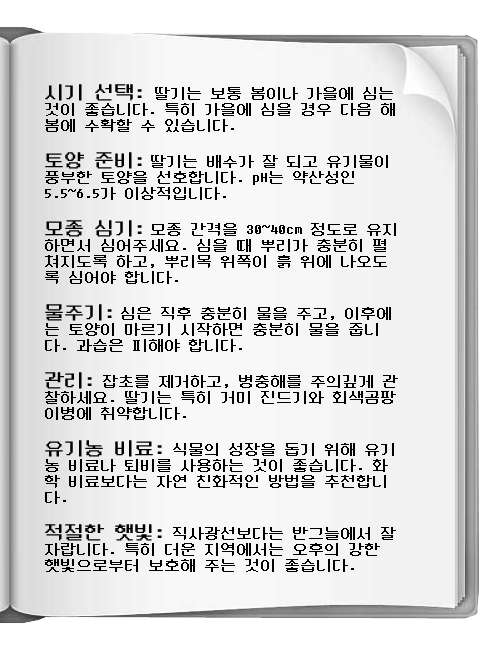 시기 선택: 딸기는 보통 봄이나 가을에 심는
것이 좋습니다. 특히 가을에 심을 경우 다음 해
봄에 수확할 수 있습니다.
토양 준비: 딸기는 배수가 잘 되고 유기물이
풍부한 토양을 선호합니다. pH는 약산성인
5.5~6.5가 이상적입니다.
모종 심기: 모종 간격을 30~40cm 정도로 유지
하면서 심어주세요. 심을 때 뿌리가 충분히 펼
쳐지도록 하고, 뿌리목 위쪽이 흙 위에 나오도
록 심어야 합니다.
물주기: 심은 직후 충분히 물을 주고, 이후에
는 토양이 마르기 시작하면 충분히 물을 줍니
다. 과습은 피해야 합니다.
관리: 잡초를 제거하고, 병충해를 주의깊게 관
찰하세요. 딸기는 특히 거미 진드기와 회색곰팡
이병에 취약합니다.
유기농 비료: 식물의 성장을 돕기 위해 유기
농 비료나 퇴비를 사용하는 것이 좋습니다. 화
학 비료보다는 자연 친화적인 방법을 추천합니
다.
적절한 햇빛: 직사광선보다는 반그늘에서 잘
자랍니다. 특히 더운 지역에서는 오후의 강한
햇빛으로부터 보호해 주는 것이 좋습니다.